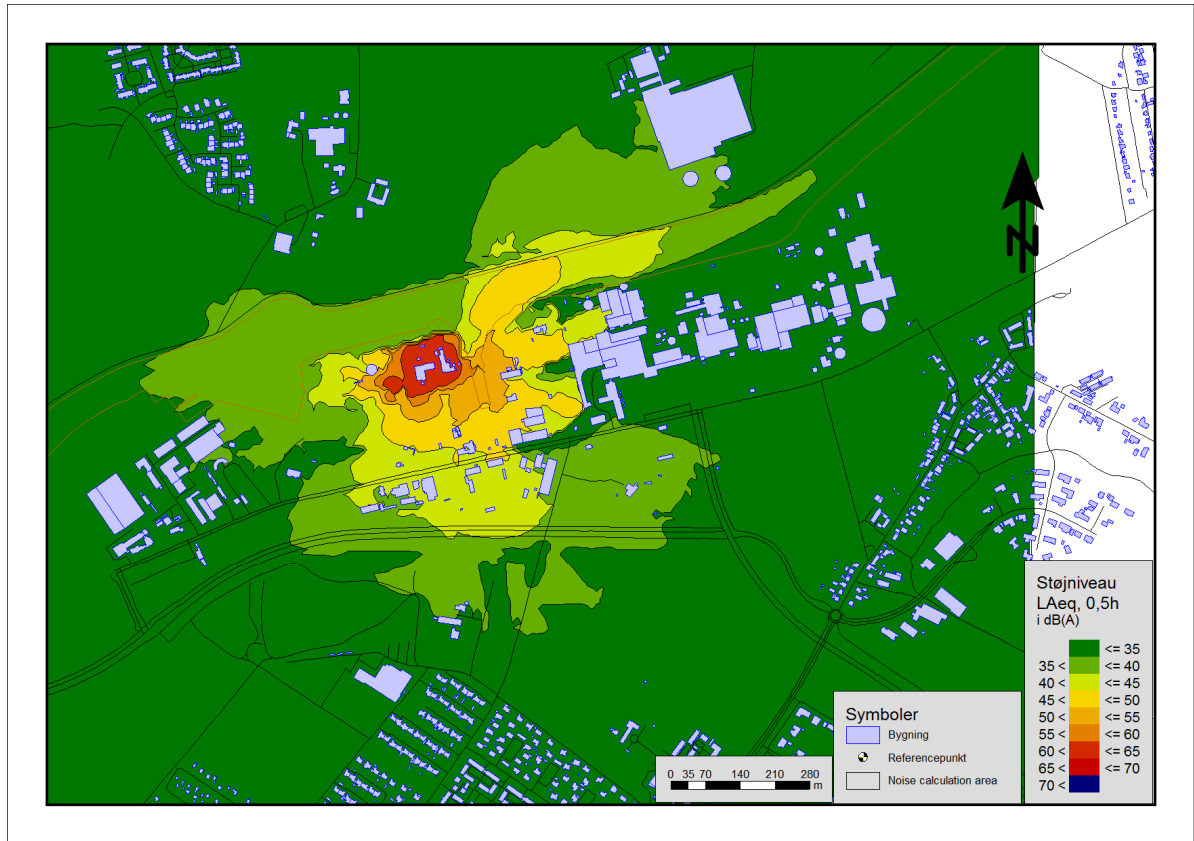 N
Støjniveau
LAeq, 0,5h
i dB(A)
<= 35
35 < <= 40
40 < <= 45
45 < <= 50
50 < <= 55
55 < <= 60
60 < <= 65
65 < <= 70
70 <
Symboler
Bygning
Referencepunkt
Noise calculation area
0 35 70 140 210 280
m